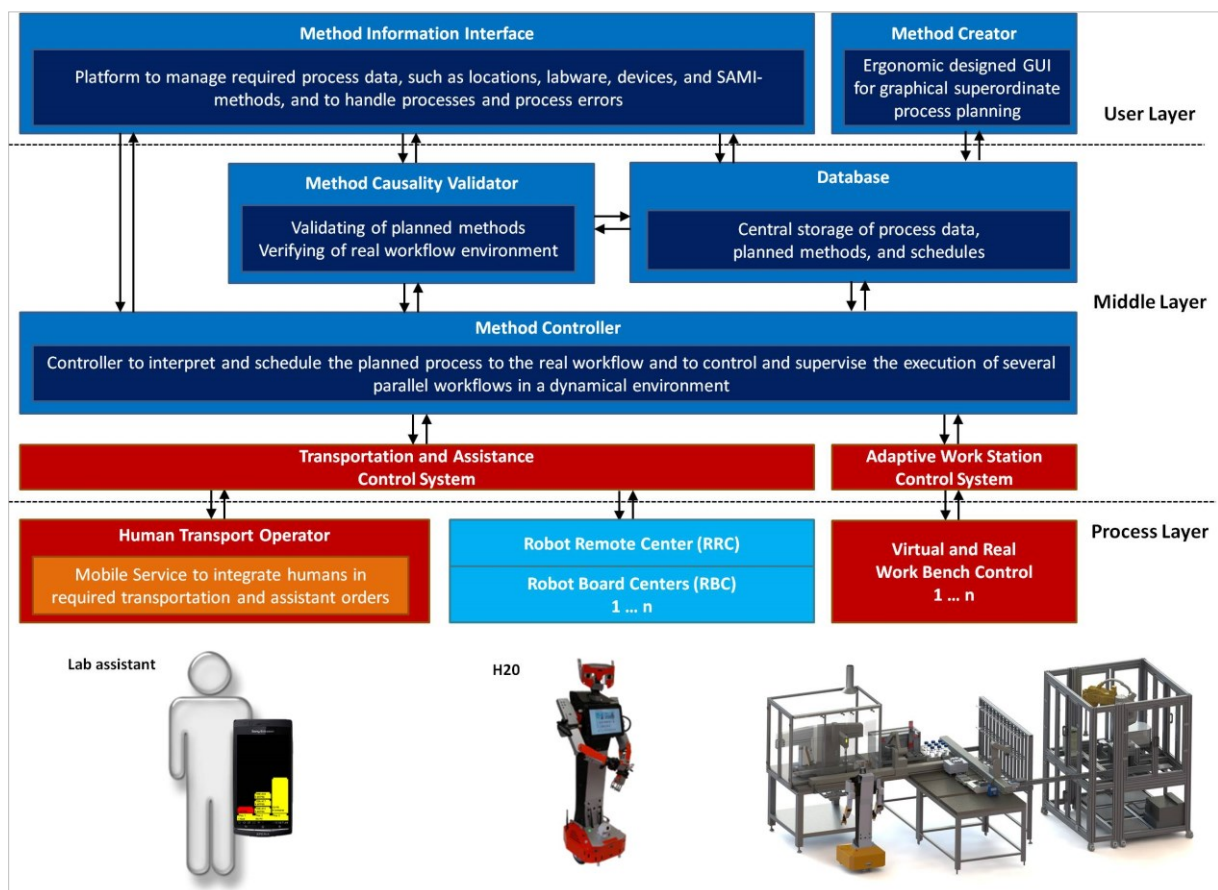 Method Information Interface
Platform to manage required process data, such as locations, labware, devices, and SAMI-
methods, and to handle processes and process errors
Method Creator
Ergonomic designed GUI
for graphical superordinate
process planning
User Layer
Method Causality Validator
Validating of planned methods
Verifying of real workflow environment
Database
Central storage of process data,
planned methods, and schedules
Middle Layer
Method Controller
Controller to interpret and schedule the planned process to the real workflow and to control and supervise the execution of several
parallel workflows in a dynamical environment
Transportation and Assistance
Control System
Adaptive Work Station
Control System
Process Layer
Human Transport Operator
Mobile Service to integrate humans in
required transportation and assistant orders
Robot Remote Center (RRC)
Robot Board Centers (RBC)
1 ... n
Virtual and Real
Work Bench Control
1 ... n
Lab assistant
H20